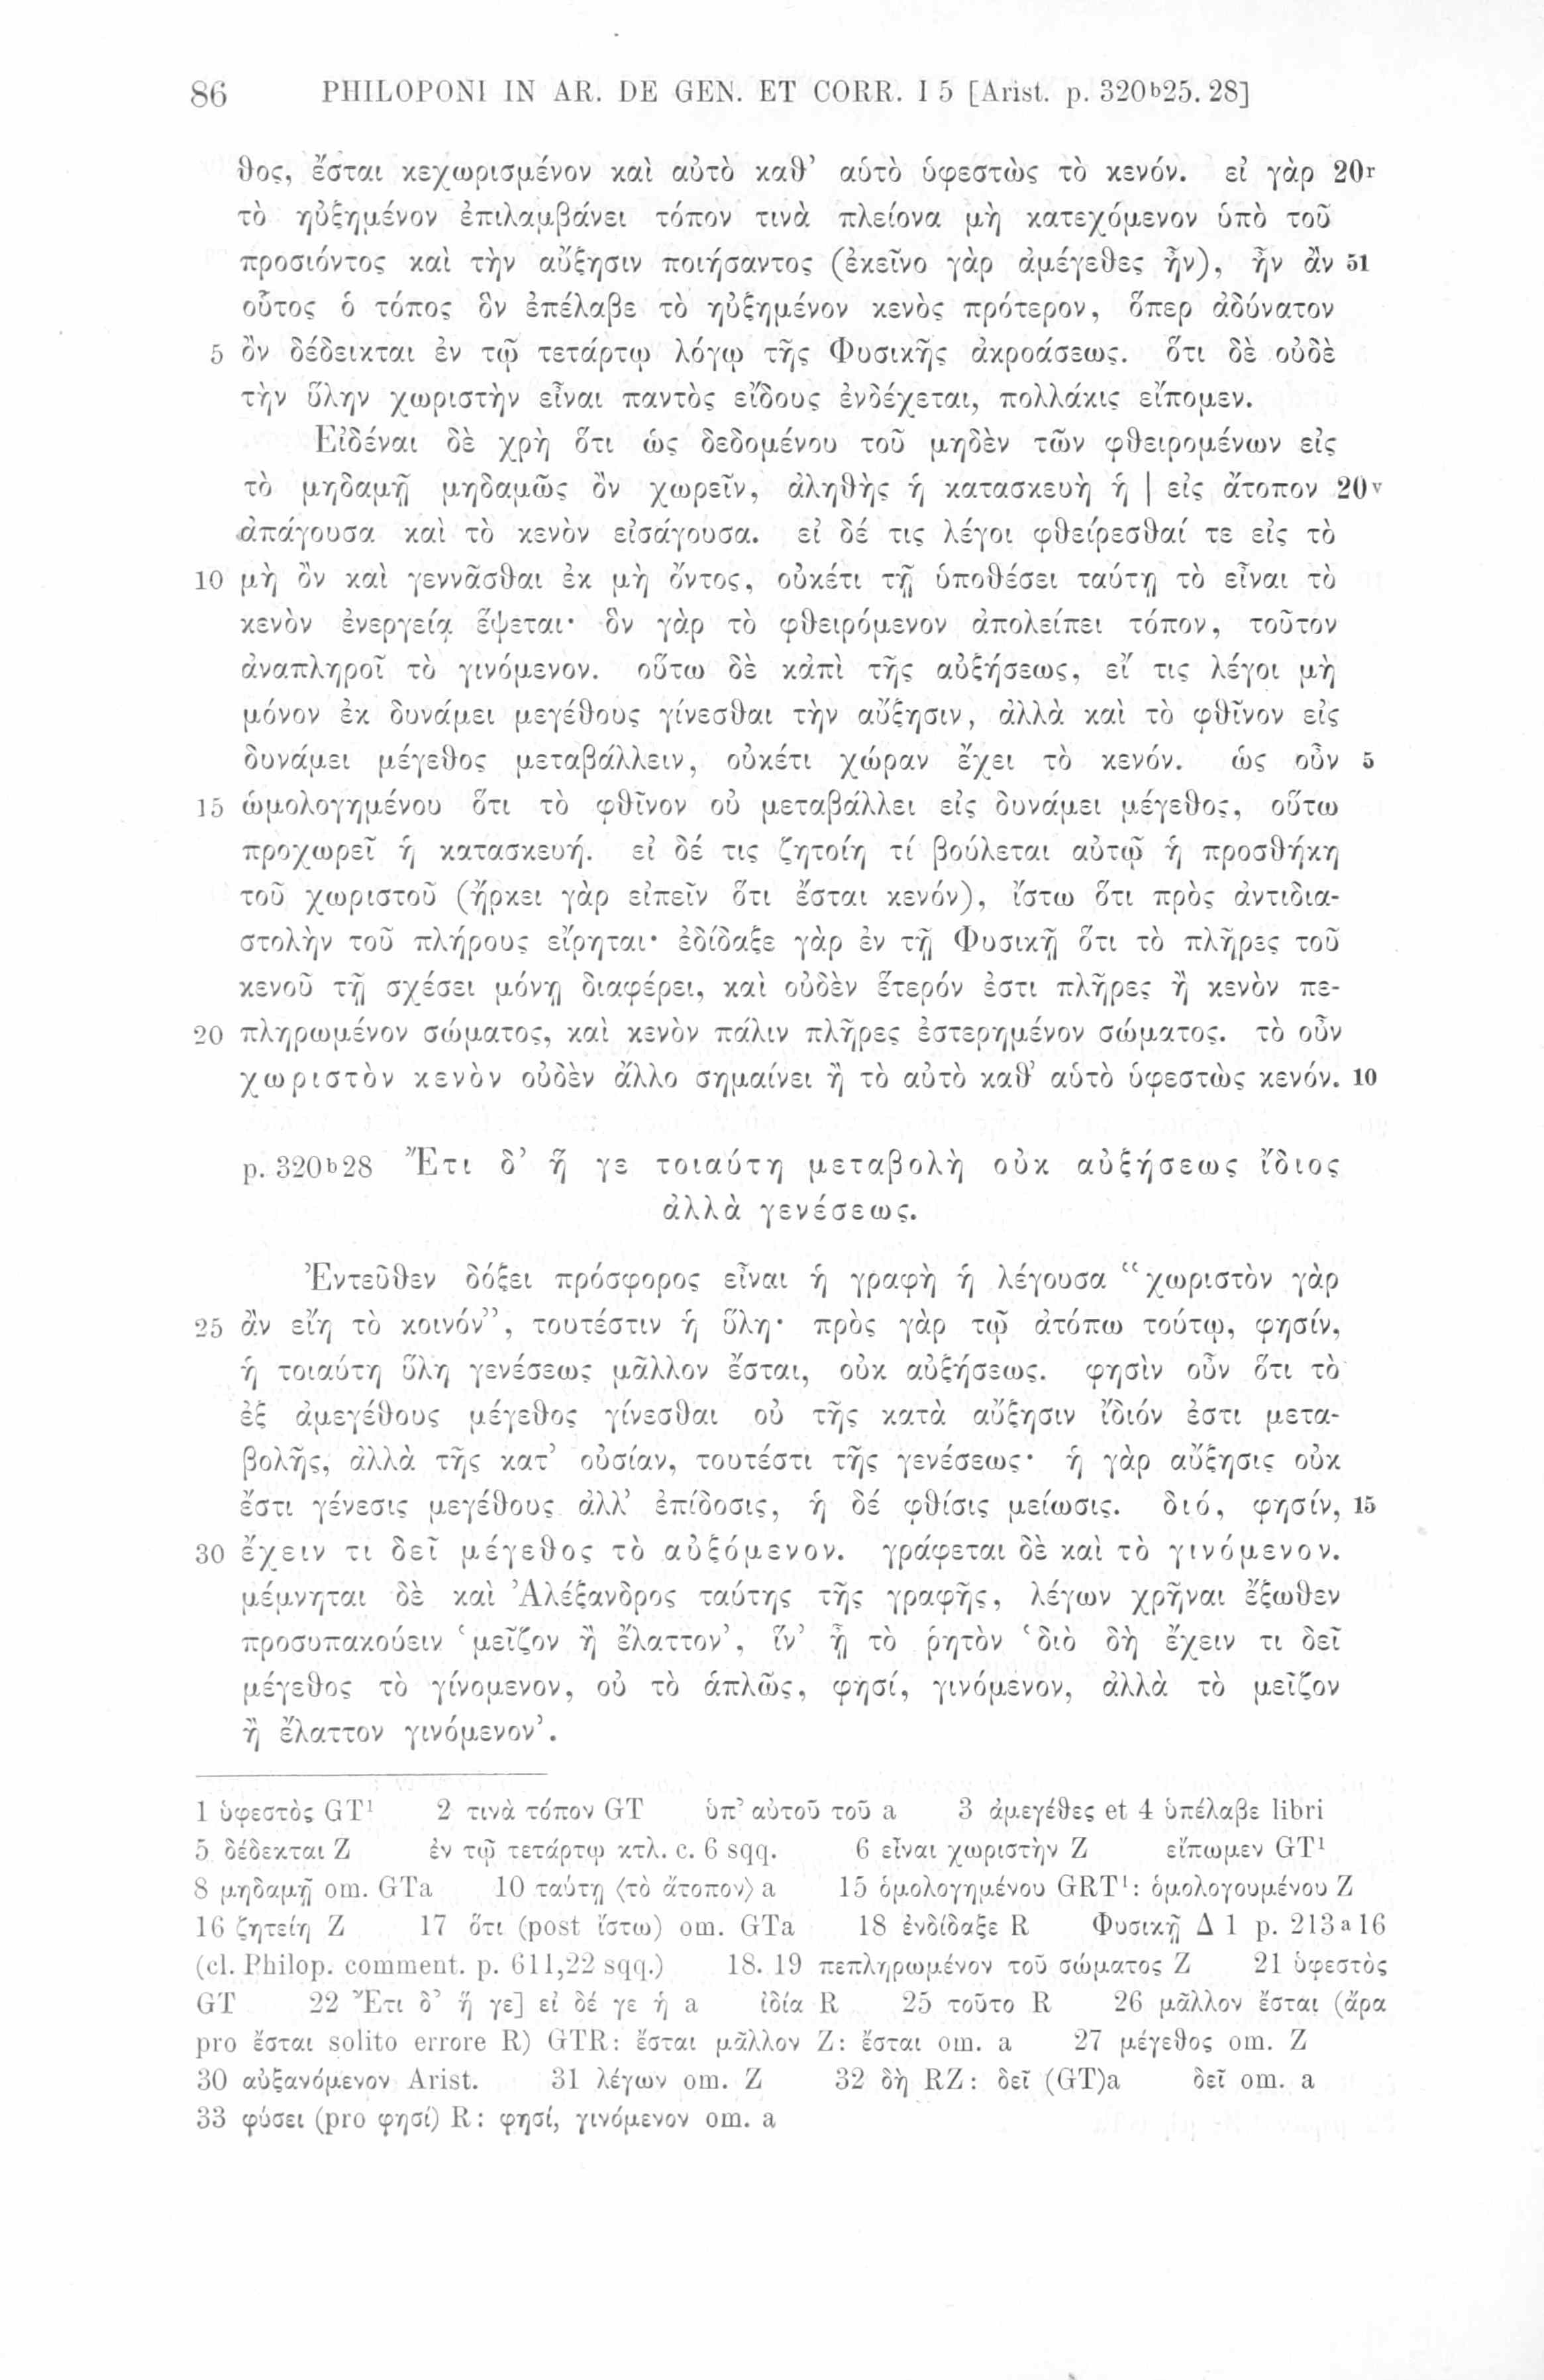 86 PHILOPONI IN AR. DE GEN. ET CORR. I 5 [Arist. p. 320b25. 28]
θος, ἔσται κεχωρισμένον καὶ αὐτὸ καθ’ αὑτὸ ὑφεστὼς τὸ κενόν. εἰ γὰρ 20r
τὸ ηὐξημένον ἐπιλαμβάνει τόπον τινὰ πλείονα μὴ κατεχόμενον ὑπὸ τοῦ
προσιόντος καὶ τὴν αὔξησιν ποιήσαντος (ἐκεῖνο γὰρ ἀμέγεθες ἦν), ἦν ἂν 51
οὗτος ὁ τόπος ὃν ἐπέλαβε τὸ ηὐξημένον κενὸς πρότερον, ὅπερ ἀδύνατον
5 ὂν δέδεικται ἐν τῷ τετάρτῳ λόγῳ τῆς Φυσικῆς ἀκροάσεως. ὅτι δὲ οὐδὲ
τὴν ὕλην χωριστὴν εἶναι παντὸς εἴδους ἐνδέχεται, πολλάκις εἴπομεν.
Εἰδέναι δὲ χρὴ ὅτι ὡς δεδομένου τοῦ μηδὲν τῶν φθειρομένων εἰς
τὸ μηδαμῇ μηδαμῶς ὂν χωρεῖν, ἀληθὴς ἡ κατασκευὴ ἡ | εἰς ἄτοπον 20v
ἀπάγουσα καὶ τὸ κενὸν εἰσάγουσα. εἰ δέ τις λέγοι φθείρεσθαί τε εἰς τὸ
10 μὴ ὂν καὶ γεννᾶσθαι ἐκ μὴ ὄντος, οὐκέτι τῇ ὑποθέσει ταύτῃ τὸ εἶναι τὸ
κενὸν ἐνεργείᾳ ἕψεται· ὃν γὰρ τὸ φθειρόμενον ἀπολείπει τόπον, τοῦτον
ἀναπληροῖ τὸ γινόμενον. οὕτω δὲ κἀπὶ τῆς αὐξήσεως, εἴ τις λέγοι μὴ
μόνον ἐκ δυνάμει μεγέθους γίνεσθαι τὴν αὔξησιν, ἀλλὰ καὶ τὸ φθῖνον εἰς
δυνάμει μέγεθος μεταβάλλειν, οὐκέτι χώραν ἔχει τὸ κενόν. ὡς οὖν 5
15 ὡμολογημένου ὅτι τὸ φθῖνον οὐ μεταβάλλει εἰς δυνάμει μέγεθος, οὕτω
προχωρεῖ ἡ κατασκευή. εἰ δέ τις ζητοίη τί βούλεται αὐτῷ ἡ προσθήκη
τοῦ χωριστοῦ (ἤρκει γὰρ εἰπεῖν ὅτι ἔσται κενόν), ἴστω ὅτι πρὸς ἀντιδια-
στολὴν τοῦ πλήρους εἴρηται· ἐδίδαξε γὰρ ἐν τῇ Φυσικῇ ὅτι τὸ πλῆρες τοῦ
κενοῦ τῇ σχέσει μόνῃ διαφέρει, καὶ οὐδὲν ἕτερόν ἐστι πλῆρες ἢ κενὸν πε-
20 πληρωμένον σώματος, καὶ κενὸν πάλιν πλῆρες ἐστερημένον σώματος. τὸ οὖν
χωριστὸν κενὸν οὐδὲν ἄλλο σημαίνει ἢ τὸ αὐτὸ καθ’ αὑτὸ ὑφεστὼς κενόν. 10
p. 320b28 Ἔτι δ’ ἥ γε τοιαύτη μεταβολὴ οὐκ αὐξήσεως ἴδιος
ἀλλὰ γενέσεως.
Ἐντεῦθεν δόξει πρόσφορος εἶναι ἡ γραφὴ ἡ λέγουσα “χωριστὸν γὰρ
25 ἂν εἴη τὸ κοινόν”, τουτέστιν ἡ ὕλη· πρὸς γὰρ τῷ ἀτόπω τούτῳ, φησίν,
ἡ τοιαύτη ὕλη γενέσεως μᾶλλον ἔσται, οὐκ αὐξήσεως. φησὶν οὖν ὅτι τὸ
ἐξ ἀμεγέθους μέγεθος γίνεσθαι οὐ τῆς κατὰ αὔξησιν ἴδιόν ἐστι μετα-
βολῆς, ἀλλὰ τῆς κατ’ οὐσίαν, τουτέστι τῆς γενέσεως· ἡ γὰρ αὔξησις οὐκ
ἔστι γένεσις μεγέθους ἀλλ’ ἐπίδοσις, ἡ δέ φθίσις μείωσις. διό, φησίν, 15
30 ἔχειν τι δεῖ μέγεθος τὸ αὐξόμενον. γράφεται δὲ καὶ τὸ γινόμενον.
μέμνηται δὲ καὶ Ἀλέξανδρος ταύτης τῆς γραφῆς, λέγων χρῆναι ἔξωθεν
προσυπακούειν ‘μεῖζον ἢ ἔλαττον’, ἵν’ ᾖ τὸ ῥητὸν ‘διὸ δὴ ἔχειν τι δεῖ
μέγεθος τὸ γίνομενον, οὐ τὸ ἁπλῶς, φησί, γινόμενον, ἀλλὰ τὸ μεῖζον
ἢ ἔλαττον γινόμενον’.
1 ὑφεστὸς GT¹ 2 τινὰ τόπον GT ὑπ’ αὐτοῦ τοῦ a 3 ἀμεγέθες et 4 ὑπέλαβε libri
5 δέδεκται Z ἐν τῷ τετάρτῳ κτλ. c. 6 sqq. 6 εἶναι χωριστὴν Z εἴπωμεν GT¹
8 μηδαμῇ om. GTa 10 ταύτῃ ⟨τὸ ἄτοπον⟩ a 15 ὁμολογημένου GRT¹: ὁμολογουμένου Z
16 ζητείη Z 17 ὅτι (post ἴστω) om. GTa 18 ἐνδίδαξε R Φυσικῇ Δ 1 p. 213a16
(cl. Philop. comment. p. 611,22 sqq.) 18. 19 πεπληρωμένον τοῦ σώματος Z 21 ὑφεστὸς
GT 22 Ἔτι δ’ ἥ γε] εἰ δέ γε ἡ a ἰδία R 25 τοῦτο R 26 μᾶλλον ἔσται (ἄρα
pro ἔσται solito errore R) GTR: ἔσται μᾶλλον Z: ἔσται om. a 27 μέγεθος om. Z
30 αὐξανόμενον Arist. 31 λέγων om. Z 32 δὴ RZ: δεῖ (GT)a δεῖ om. a
33 φύσει (pro φησί) R: φησί, γινόμενον om. a